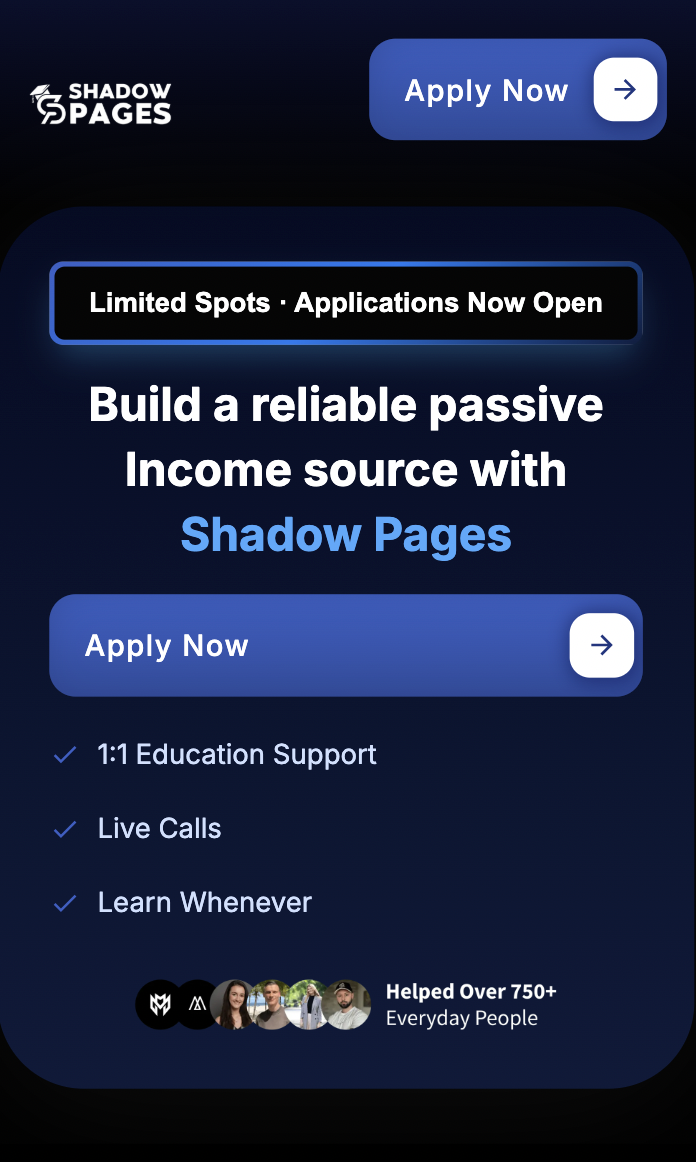 SHADOW
PAGES
Apply Now
Limited Spots · Applications Now Open
Build a reliable passive
Income source with
Shadow Pages
Apply Now
1:1 Education Support
Live Calls
Learn Whenever
Helped Over 750+
Everyday People